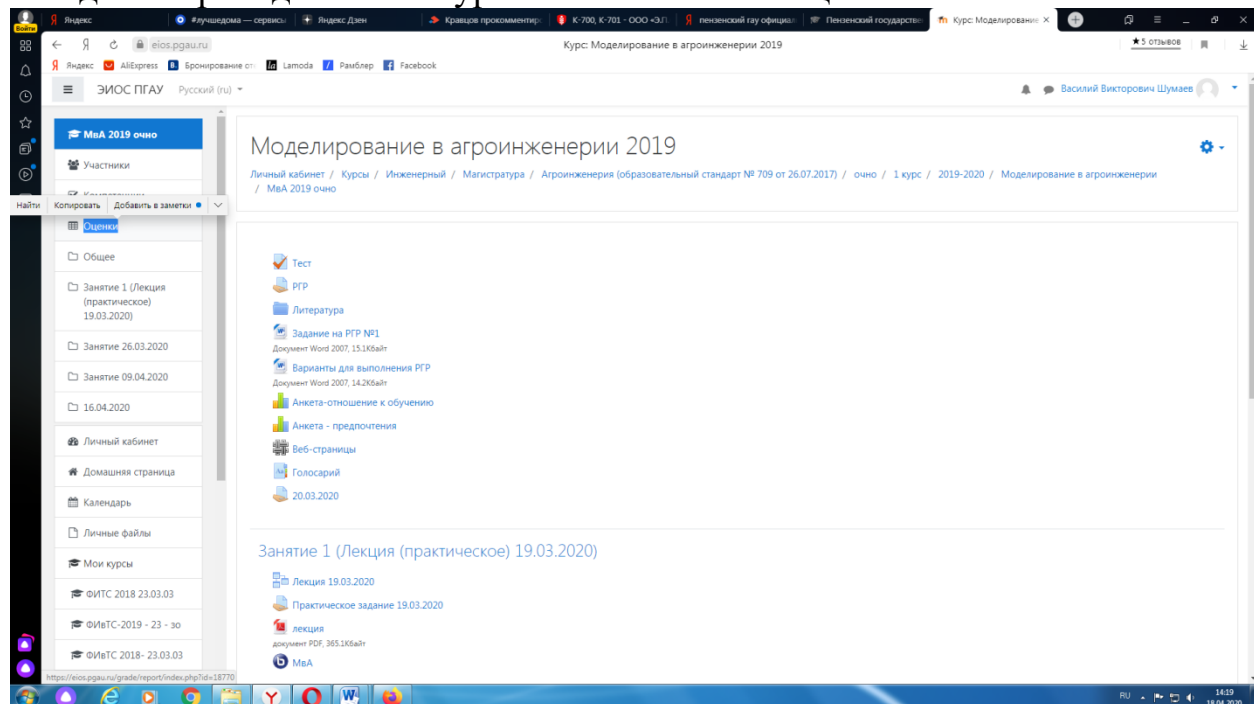 Войти
Яндекс
#лучшедома — сервисы
Яндекс Дзен
Кравцов прокомментиро
К-700, К-701 - ООО «ЭЛ
пензенский гау официал
Пензенский государстве
Курс: Моделирование
eios.pgau.ru
Курс: Моделирование в агроинженерии 2019
★5 отзывов
Яндекс
AliExpress
Бронирование оте
Lamoda
Рамблер
Facebook
ЭИОС ПГАУ
Русский (ru)
Василий Викторович Шумаев
МвА 2019 очно
Участники
Компетенции
Найти
Копировать
Добавить в заметки
Оценки
Общее
Занятие 1 (Лекция
(практическое)
19.03.2020)
Занятие 26.03.2020
Занятие 09.04.2020
16.04.2020
Личный кабинет
Домашняя страница
Календарь
Личные файлы
Мои курсы
ФИТС 2018 23.03.03
ФИвТС-2019 - 23 - зо
ФИвТС 2018- 23.03.03
https://eios.pgau.ru/grade/report/index.php?id=18770
Моделирование в агроинженерии 2019
Личный кабинет / Курсы / Инженерный / Магистратура / Агроинженерия (образовательный стандарт № 709 от 26.07.2017) / очно / 1 курс / 2019-2020 / Моделирование в агроинженерии
/ МвА 2019 очно
Тест
РГР
Литература
Задание на РГР №1
Документ Word 2007, 15.1Кбайт
Варианты для выполнения РГР
Документ Word 2007, 14.2Кбайт
Анкета-отношение к обучению
Анкета - предпочтения
Веб-страницы
Голосарий
20.03.2020
Занятие 1 (Лекция (практическое) 19.03.2020)
Лекция 19.03.2020
Практическое задание 19.03.2020
лекция
документ PDF, 365.1Кбайт
МвА
RU
14:19
18.04.2020